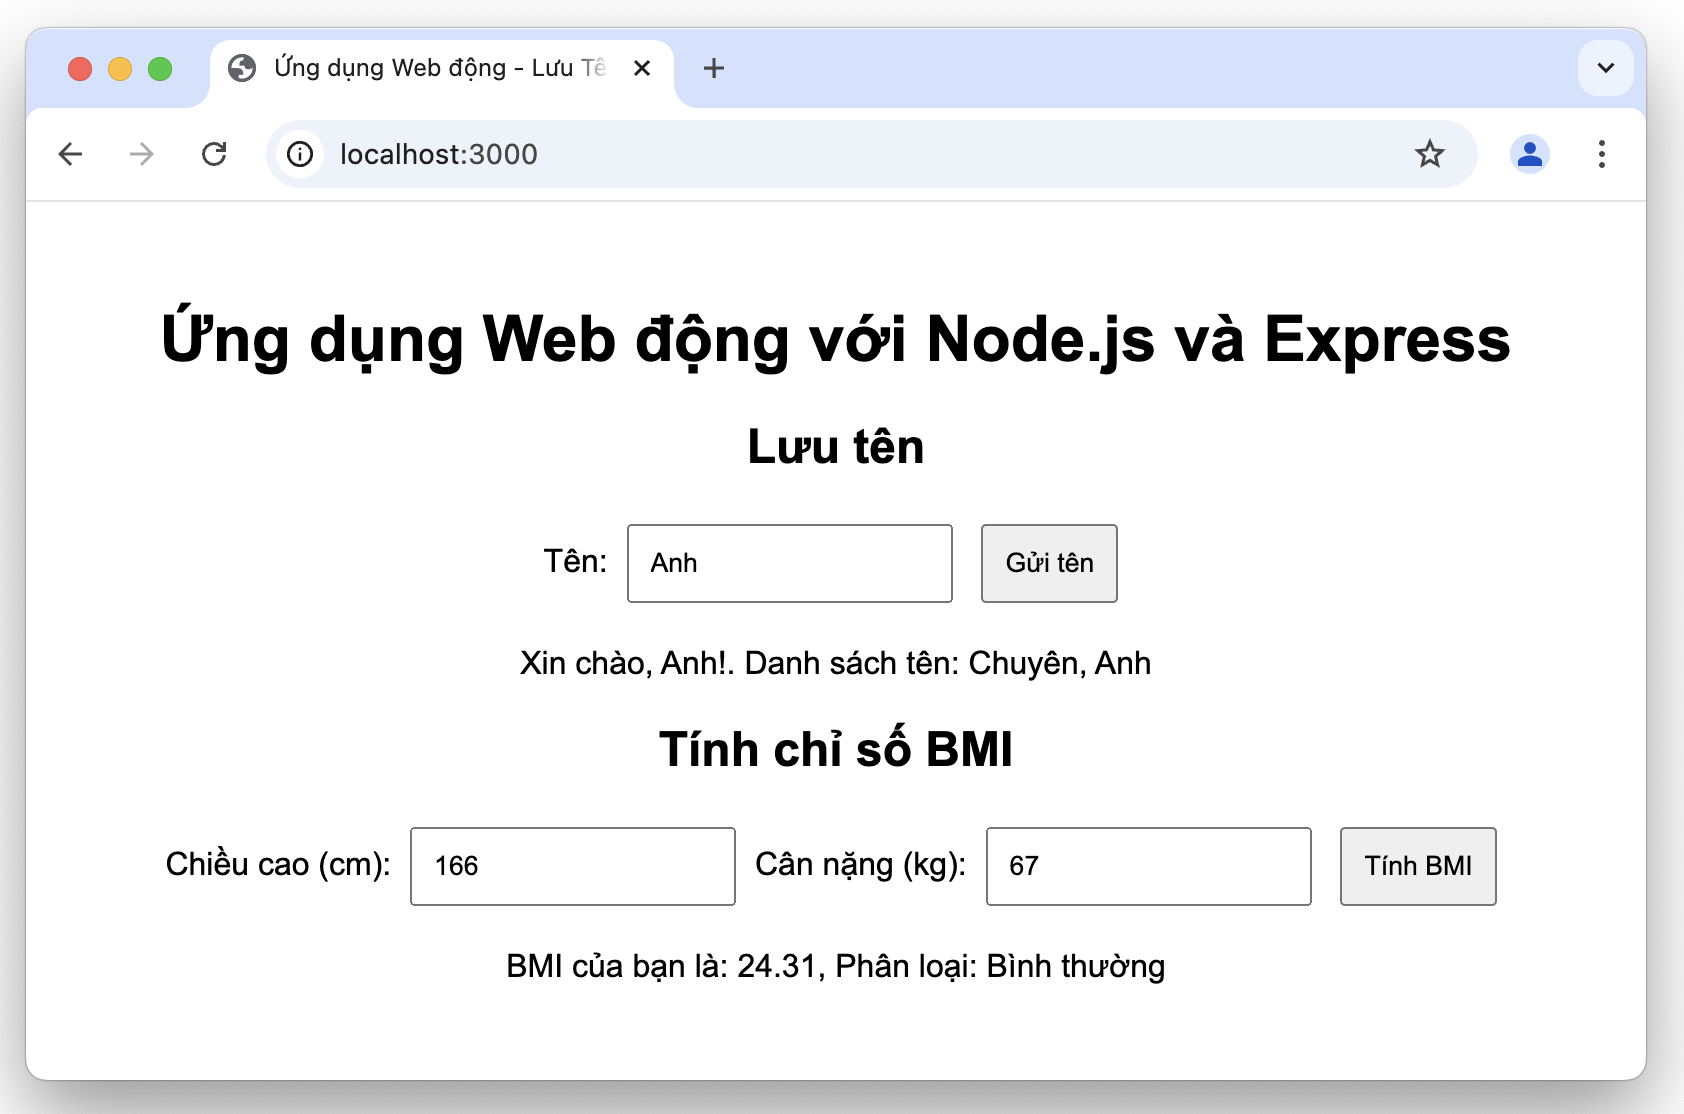 Ứng dụng Web động - Lưu Tê
localhost:3000
Ứng dụng Web động với Node.js và Express
Lưu tên
Tên: Anh Gửi tên
Xin chào, Anh!. Danh sách tên: Chuyên, Anh
Tính chỉ số BMI
Chiều cao (cm): 166 Cân nặng (kg): 67 Tính BMI
BMI của bạn là: 24.31, Phân loại: Bình thường